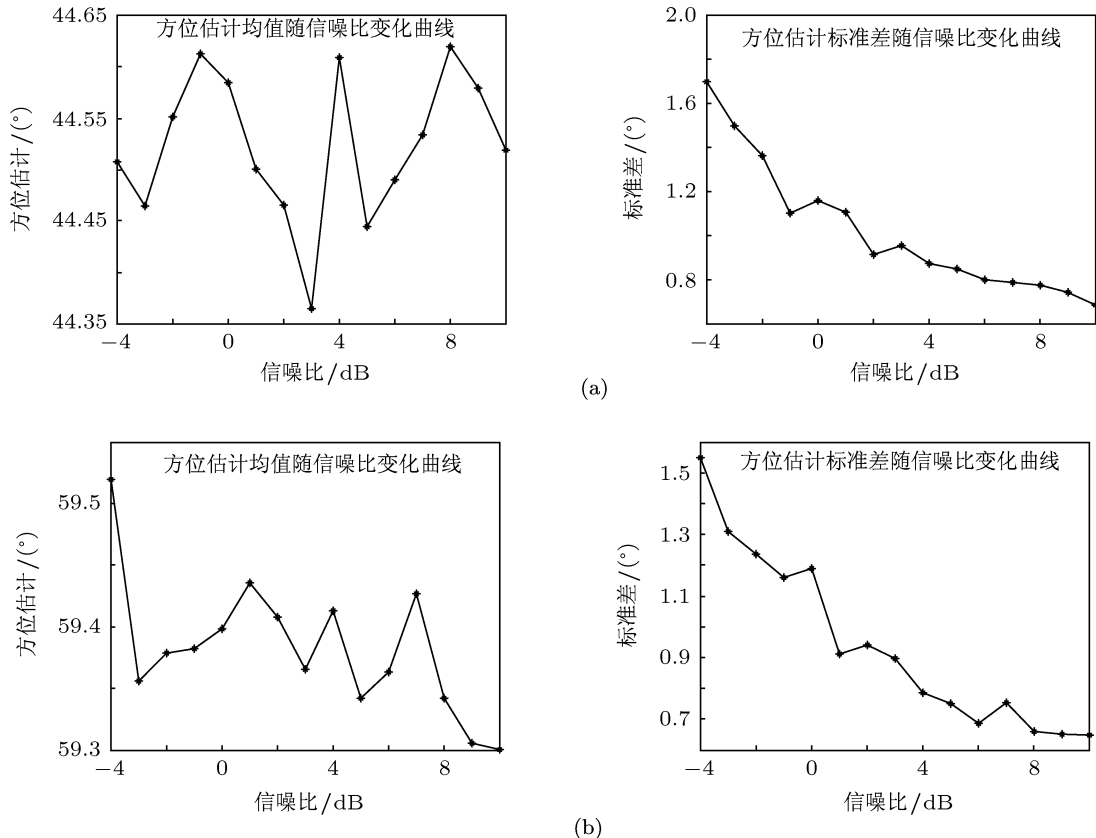 方位估计均值随信噪比变化曲线
44.65
44.55
44.45
44.35
方位估计/(°)
−4 0 4 8
信噪比/dB
方位估计标准差随信噪比变化曲线
2.0
1.6
1.2
0.8
标准差/(°)
−4 0 4 8
信噪比/dB
(a)
方位估计均值随信噪比变化曲线
59.5
59.4
59.3
方位估计/(°)
−4 0 4 8
信噪比/dB
方位估计标准差随信噪比变化曲线
1.5
1.3
1.1
0.9
0.7
标准差/(°)
−4 0 4 8
信噪比/dB
(b)